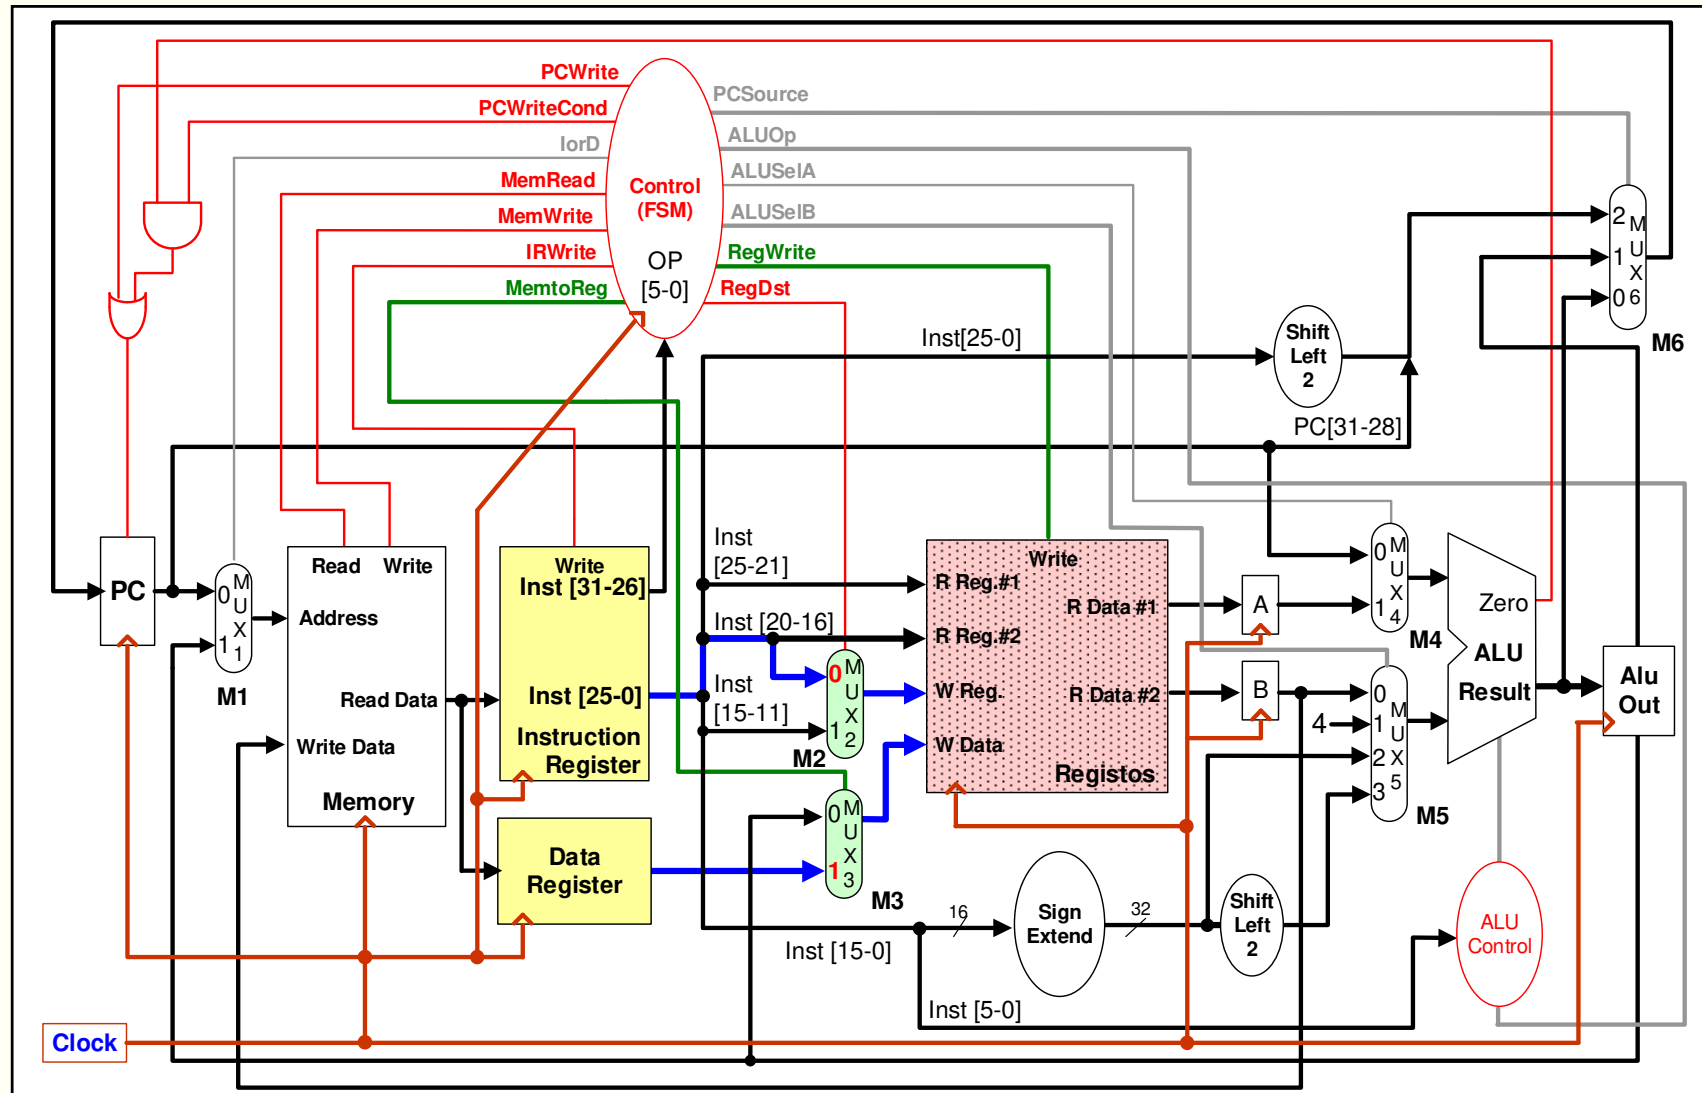 PCWrite
PCWriteCond
IorD
MemRead
MemWrite
IRWrite
MemtoReg
Control
(FSM)
OP
[5-0]
PCSource
ALUOp
ALUSelA
ALUSelB
RegWrite
RegDst
2
1
0
M
U
X
6
M6
Inst[25-0]
Shift
Left
2
PC[31-28]
PC
0
1
M
U
X
1
M1
Read
Write
Address
Read Data
Write Data
Memory
Write
Inst [31-26]
Inst [25-0]
Instruction
Register
Data
Register
Inst
[25-21]
Inst [20-16]
Inst
[15-11]
0
1
M
U
X
2
M2
0
1
M
U
X
3
M3
Write
R Reg.#1
R Reg.#2
W Reg.
W Data
R Data #1
R Data #2
Registos
A
B
0
1
M
U
X
4
M4
4
0
1
2
3
M
U
X
5
M5
Zero
ALU
Result
Alu
Out
Inst [15-0]
16
Sign
Extend
32
Shift
Left
2
ALU
Control
Inst [5-0]
Clock